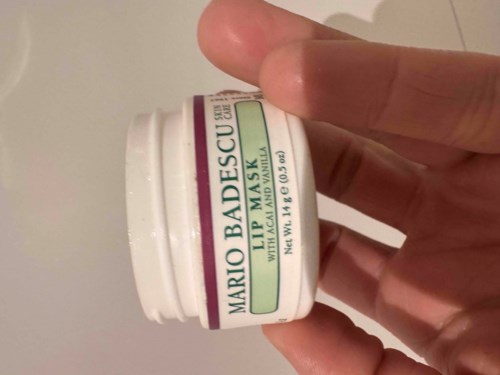 MARIO BADESCU
SKIN
CARE
LIP MASK
WITH ACAI AND VANILLA
Net Wt. 14 g e (0.5 oz)